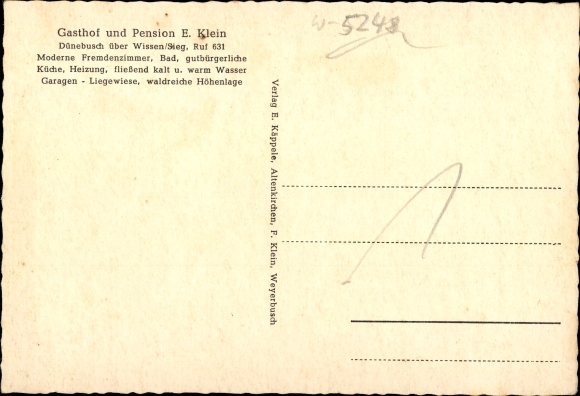 Gasthof und Pension E. Klein
Dünebusch über Wissen/Sieg, Ruf 631
Moderne Fremdenzimmer, Bad, gutbürgerliche
Küche, Heizung, fließend kalt u. warm Wasser
Garagen - Liegewiese, waldreiche Höhenlage
Verlag E. Käppele, Altenkirchen, P. Klein, Weyerbusch
W-5248
1